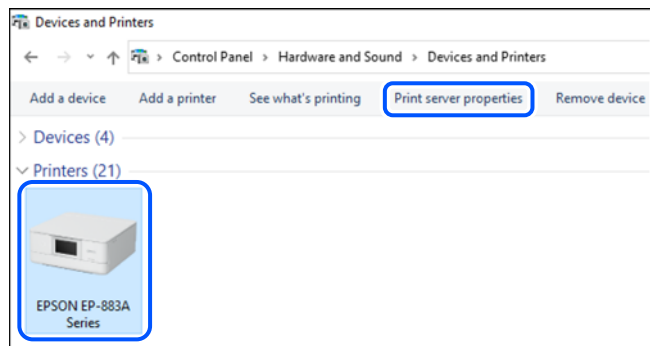 Devices and Printers
Control Panel > Hardware and Sound > Devices and Printers
Add a device Add a printer See what's printing Print server properties Remove device
Devices (4)
Printers (21)
EPSON EP-883A
Series